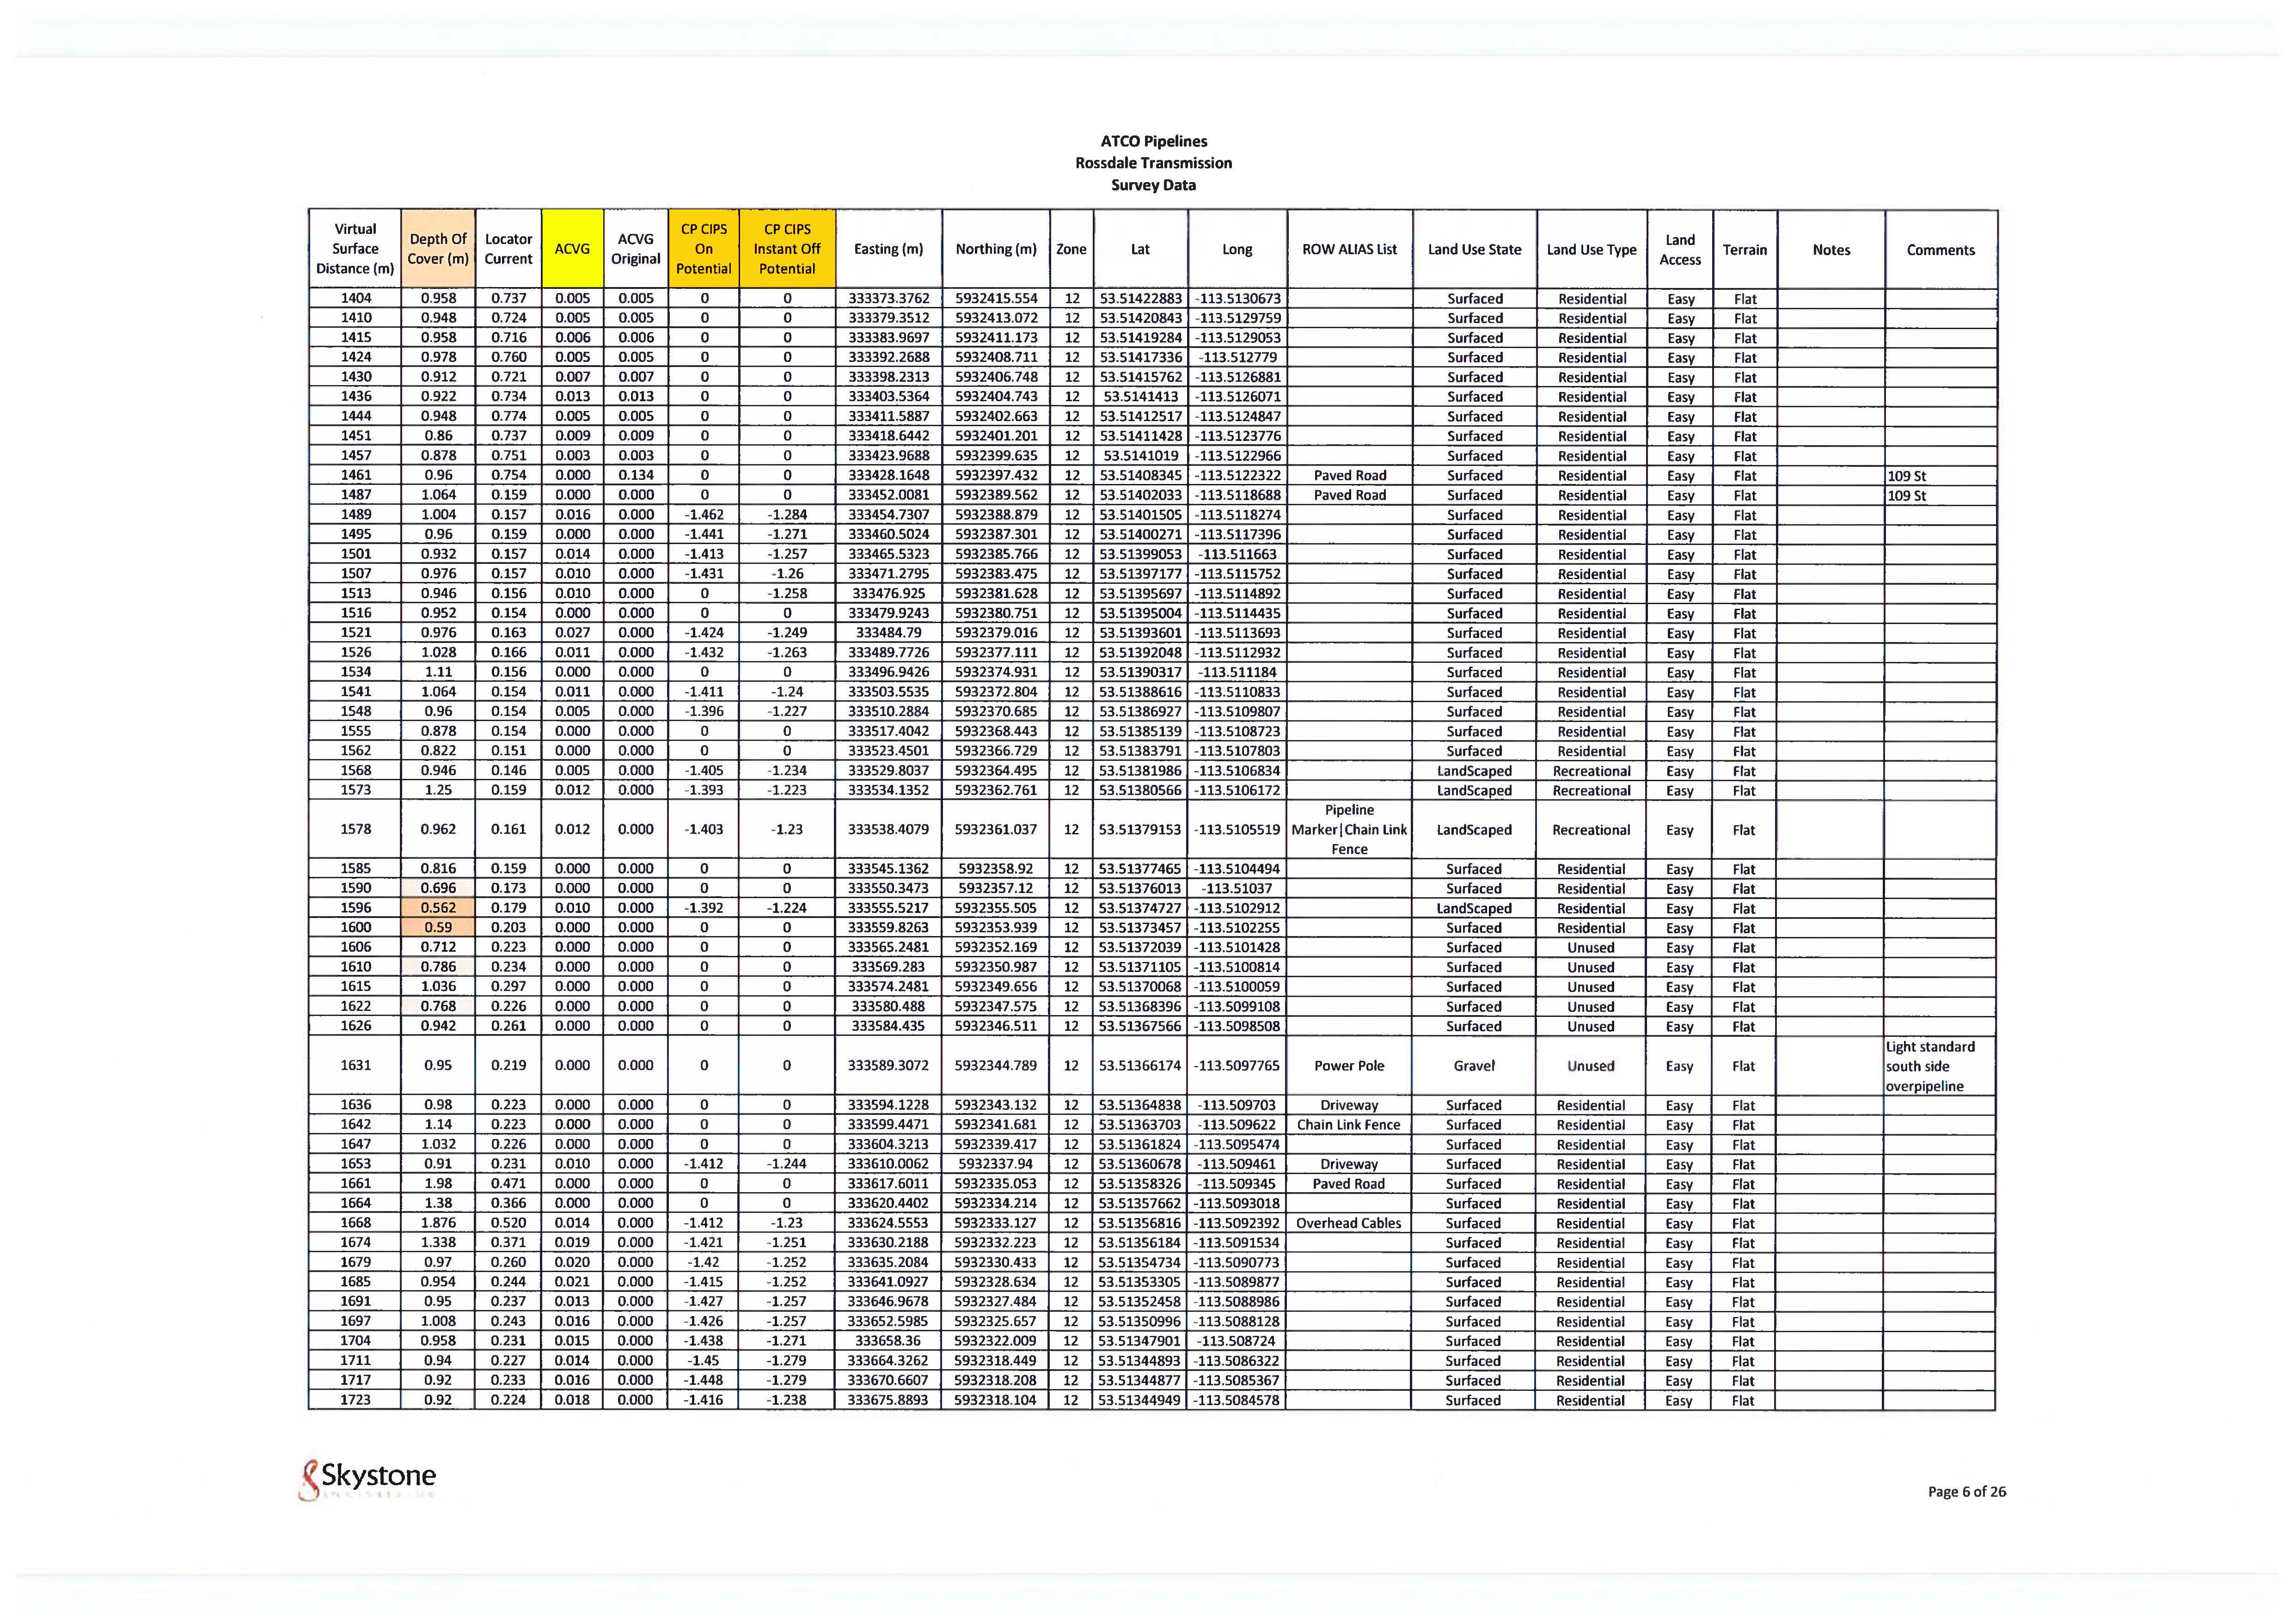 ATCO Pipelines
Rossdale Transmission
Survey Data
Virtual Surface Distance (m) Depth Of Cover (m) Locator Current ACVG ACVG Original CP CIPS On Potential CP CIPS Instant Off Potential Easting (m) Northing (m) Zone Lat Long ROW ALIAS List Land Use State Land Use Type Land Access Terrain Notes Comments
1404 0.958 0.737 0.005 0.005 0 0 333373.3762 5932415.554 12 53.51422883 -113.5130673 Surfaced Residential Easy Flat
1410 0.948 0.724 0.005 0.005 0 0 333379.3512 5932413.072 12 53.51420843 -113.5129759 Surfaced Residential Easy Flat
1415 0.958 0.716 0.006 0.006 0 0 333383.9697 5932411.173 12 53.51419284 -113.5129053 Surfaced Residential Easy Flat
1424 0.978 0.760 0.005 0.005 0 0 333392.2688 5932408.711 12 53.51417336 -113.512779 Surfaced Residential Easy Flat
1430 0.912 0.721 0.007 0.007 0 0 333398.2313 5932406.748 12 53.51415762 -113.5126881 Surfaced Residential Easy Flat
1436 0.922 0.734 0.013 0.013 0 0 333403.5364 5932404.743 12 53.5141413 -113.5126071 Surfaced Residential Easy Flat
1444 0.948 0.774 0.005 0.005 0 0 333411.5887 5932402.663 12 53.51412517 -113.5124847 Surfaced Residential Easy Flat
1451 0.86 0.737 0.009 0.009 0 0 333418.6442 5932401.201 12 53.51411428 -113.5123776 Surfaced Residential Easy Flat
1457 0.878 0.751 0.003 0.003 0 0 333423.9688 5932399.635 12 53.5141019 -113.5122966 Surfaced Residential Easy Flat
1461 0.96 0.754 0.000 0.134 0 0 333428.1648 5932397.432 12 53.51408345 -113.5122322 Paved Road Surfaced Residential Easy Flat 109 St
1487 1.064 0.159 0.000 0.000 0 0 333452.0081 5932389.562 12 53.51402033 -113.5118688 Paved Road Surfaced Residential Easy Flat 109 St
1489 1.004 0.157 0.016 0.000 -1.462 -1.284 333454.7307 5932388.879 12 53.51401505 -113.5118274 Surfaced Residential Easy Flat
1495 0.96 0.159 0.000 0.000 -1.441 -1.271 333460.5024 5932387.301 12 53.51400271 -113.5117396 Surfaced Residential Easy Flat
1501 0.932 0.157 0.014 0.000 -1.413 -1.257 333465.5323 5932385.766 12 53.51399053 -113.511663 Surfaced Residential Easy Flat
1507 0.976 0.157 0.010 0.000 -1.431 -1.26 333471.2795 5932383.475 12 53.51397177 -113.5115752 Surfaced Residential Easy Flat
1513 0.946 0.156 0.010 0.000 0 -1.258 333476.925 5932381.628 12 53.51395697 -113.5114892 Surfaced Residential Easy Flat
1516 0.952 0.154 0.000 0.000 0 0 333479.9243 5932380.751 12 53.51395004 -113.5114435 Surfaced Residential Easy Flat
1521 0.976 0.163 0.027 0.000 -1.424 -1.249 333484.79 5932379.016 12 53.51393601 -113.5113693 Surfaced Residential Easy Flat
1526 1.028 0.166 0.011 0.000 -1.432 -1.263 333489.7726 5932377.111 12 53.51392048 -113.5112932 Surfaced Residential Easy Flat
1534 1.11 0.156 0.000 0.000 0 0 333496.9426 5932374.931 12 53.51390317 -113.511184 Surfaced Residential Easy Flat
1541 1.064 0.154 0.011 0.000 -1.411 -1.24 333503.5535 5932372.804 12 53.51388616 -113.5110833 Surfaced Residential Easy Flat
1548 0.96 0.154 0.005 0.000 -1.396 -1.227 333510.2884 5932370.685 12 53.51386927 -113.5109807 Surfaced Residential Easy Flat
1555 0.878 0.154 0.000 0.000 0 0 333517.4042 5932368.443 12 53.51385139 -113.5108723 Surfaced Residential Easy Flat
1562 0.822 0.151 0.000 0.000 0 0 333523.4501 5932366.729 12 53.51383791 -113.5107803 Surfaced Residential Easy Flat
1568 0.946 0.146 0.005 0.000 -1.405 -1.234 333529.8037 5932364.495 12 53.51381986 -113.5106834 LandScaped Recreational Easy Flat
1573 1.25 0.159 0.012 0.000 -1.393 -1.223 333534.1352 5932362.761 12 53.51380566 -113.5106172 LandScaped Recreational Easy Flat
1578 0.962 0.161 0.012 0.000 -1.403 -1.23 333538.4079 5932361.037 12 53.51379153 -113.5105519 Pipeline Marker|Chain Link Fence LandScaped Recreational Easy Flat
1585 0.816 0.159 0.000 0.000 0 0 333545.1362 5932358.92 12 53.51377465 -113.5104494 Surfaced Residential Easy Flat
1590 0.696 0.173 0.000 0.000 0 0 333550.3473 5932357.12 12 53.51376013 -113.51037 Surfaced Residential Easy Flat
1596 0.562 0.179 0.010 0.000 -1.392 -1.224 333555.5217 5932355.505 12 53.51374727 -113.5102912 LandScaped Residential Easy Flat
1600 0.59 0.203 0.000 0.000 0 0 333559.8263 5932353.939 12 53.51373457 -113.5102255 Surfaced Residential Easy Flat
1606 0.712 0.223 0.000 0.000 0 0 333565.2481 5932352.169 12 53.51372039 -113.5101428 Surfaced Unused Easy Flat
1610 0.786 0.234 0.000 0.000 0 0 333569.283 5932350.987 12 53.51371105 -113.5100814 Surfaced Unused Easy Flat
1615 1.036 0.297 0.000 0.000 0 0 333574.2481 5932349.656 12 53.51370068 -113.5100059 Surfaced Unused Easy Flat
1622 0.768 0.226 0.000 0.000 0 0 333580.488 5932347.575 12 53.51368396 -113.5099108 Surfaced Unused Easy Flat
1626 0.942 0.261 0.000 0.000 0 0 333584.435 5932346.511 12 53.51367566 -113.5098508 Surfaced Unused Easy Flat
1631 0.95 0.219 0.000 0.000 0 0 333589.3072 5932344.789 12 53.51366174 -113.5097765 Power Pole Gravel Unused Easy Flat Light standard south side overpipeline
1636 0.98 0.223 0.000 0.000 0 0 333594.1228 5932343.132 12 53.51364838 -113.509703 Driveway Surfaced Residential Easy Flat
1642 1.14 0.223 0.000 0.000 0 0 333599.4471 5932341.681 12 53.51363703 -113.509622 Chain Link Fence Surfaced Residential Easy Flat
1647 1.032 0.226 0.000 0.000 0 0 333604.3213 5932339.417 12 53.51361824 -113.5095474 Surfaced Residential Easy Flat
1653 0.91 0.231 0.010 0.000 -1.412 -1.244 333610.0062 5932337.94 12 53.51360678 -113.509461 Driveway Surfaced Residential Easy Flat
1661 1.98 0.471 0.000 0.000 0 0 333617.6011 5932335.053 12 53.51358326 -113.509345 Paved Road Surfaced Residential Easy Flat
1664 1.38 0.366 0.000 0.000 0 0 333620.4402 5932334.214 12 53.51357662 -113.5093018 Surfaced Residential Easy Flat
1668 1.876 0.520 0.014 0.000 -1.412 -1.23 333624.5553 5932333.127 12 53.51356816 -113.5092392 Overhead Cables Surfaced Residential Easy Flat
1674 1.338 0.371 0.019 0.000 -1.421 -1.251 333630.2188 5932332.223 12 53.51356184 -113.5091534 Surfaced Residential Easy Flat
1679 0.97 0.260 0.020 0.000 -1.42 -1.252 333635.2084 5932330.433 12 53.51354734 -113.5090773 Surfaced Residential Easy Flat
1685 0.954 0.244 0.021 0.000 -1.415 -1.252 333641.0927 5932328.634 12 53.51353305 -113.5089877 Surfaced Residential Easy Flat
1691 0.95 0.237 0.013 0.000 -1.427 -1.257 333646.9678 5932327.484 12 53.51352458 -113.5088986 Surfaced Residential Easy Flat
1697 1.008 0.243 0.016 0.000 -1.426 -1.257 333652.5985 5932325.657 12 53.51350996 -113.5088128 Surfaced Residential Easy Flat
1704 0.958 0.231 0.015 0.000 -1.438 -1.271 333658.36 5932322.009 12 53.51347901 -113.508724 Surfaced Residential Easy Flat
1711 0.94 0.227 0.014 0.000 -1.45 -1.279 333664.3262 5932318.449 12 53.51344893 -113.5086322 Surfaced Residential Easy Flat
1717 0.92 0.233 0.016 0.000 -1.448 -1.279 333670.6607 5932318.208 12 53.51344877 -113.5085367 Surfaced Residential Easy Flat
1723 0.92 0.224 0.018 0.000 -1.416 -1.238 333675.8893 5932318.104 12 53.51344949 -113.5084578 Surfaced Residential Easy Flat
Skystone
Page 6 of 26